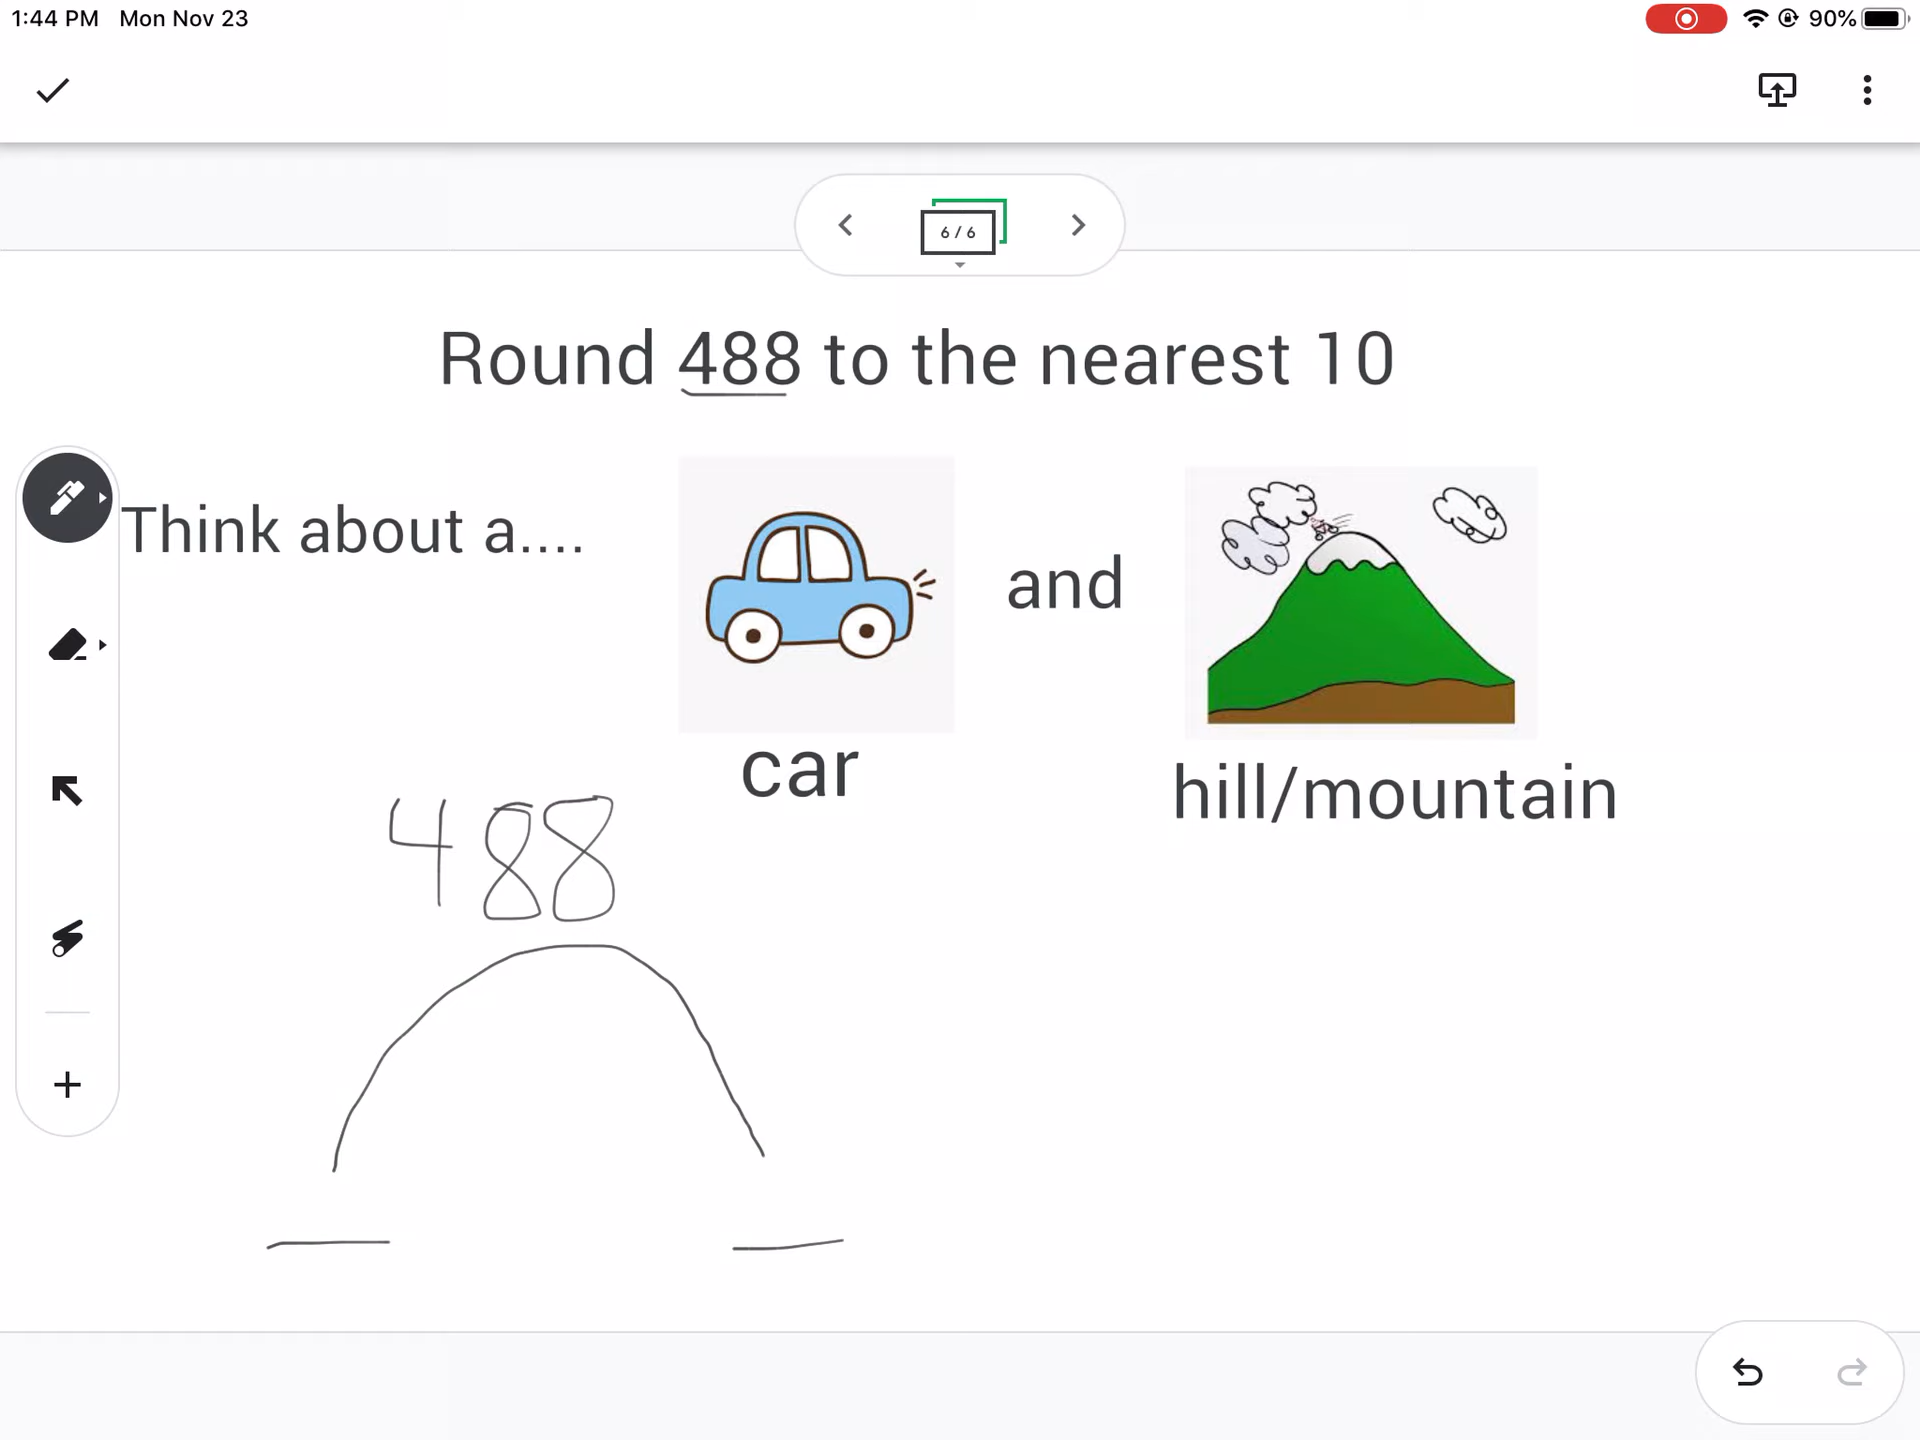 1:44 PM Mon Nov 23 90%
6 / 6
Round 488 to the nearest 10
Think about a....
and
car
hill/mountain
488